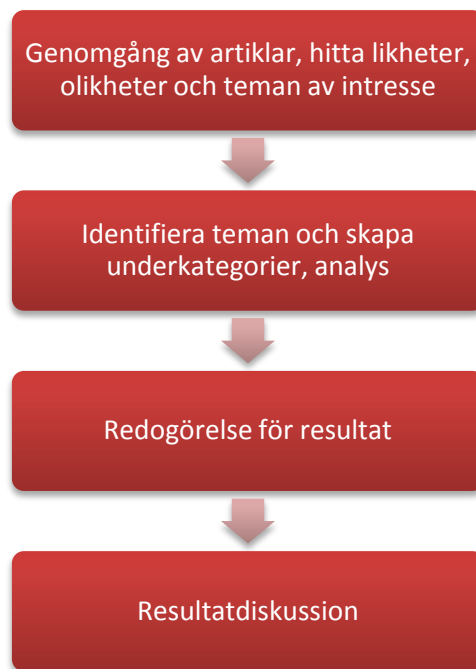 Genomgång av artiklar, hitta likheter,
olikheter och teman av intresse
Identifiera teman och skapa
underkategorier, analys
Redogörelse för resultat
Resultatdiskussion